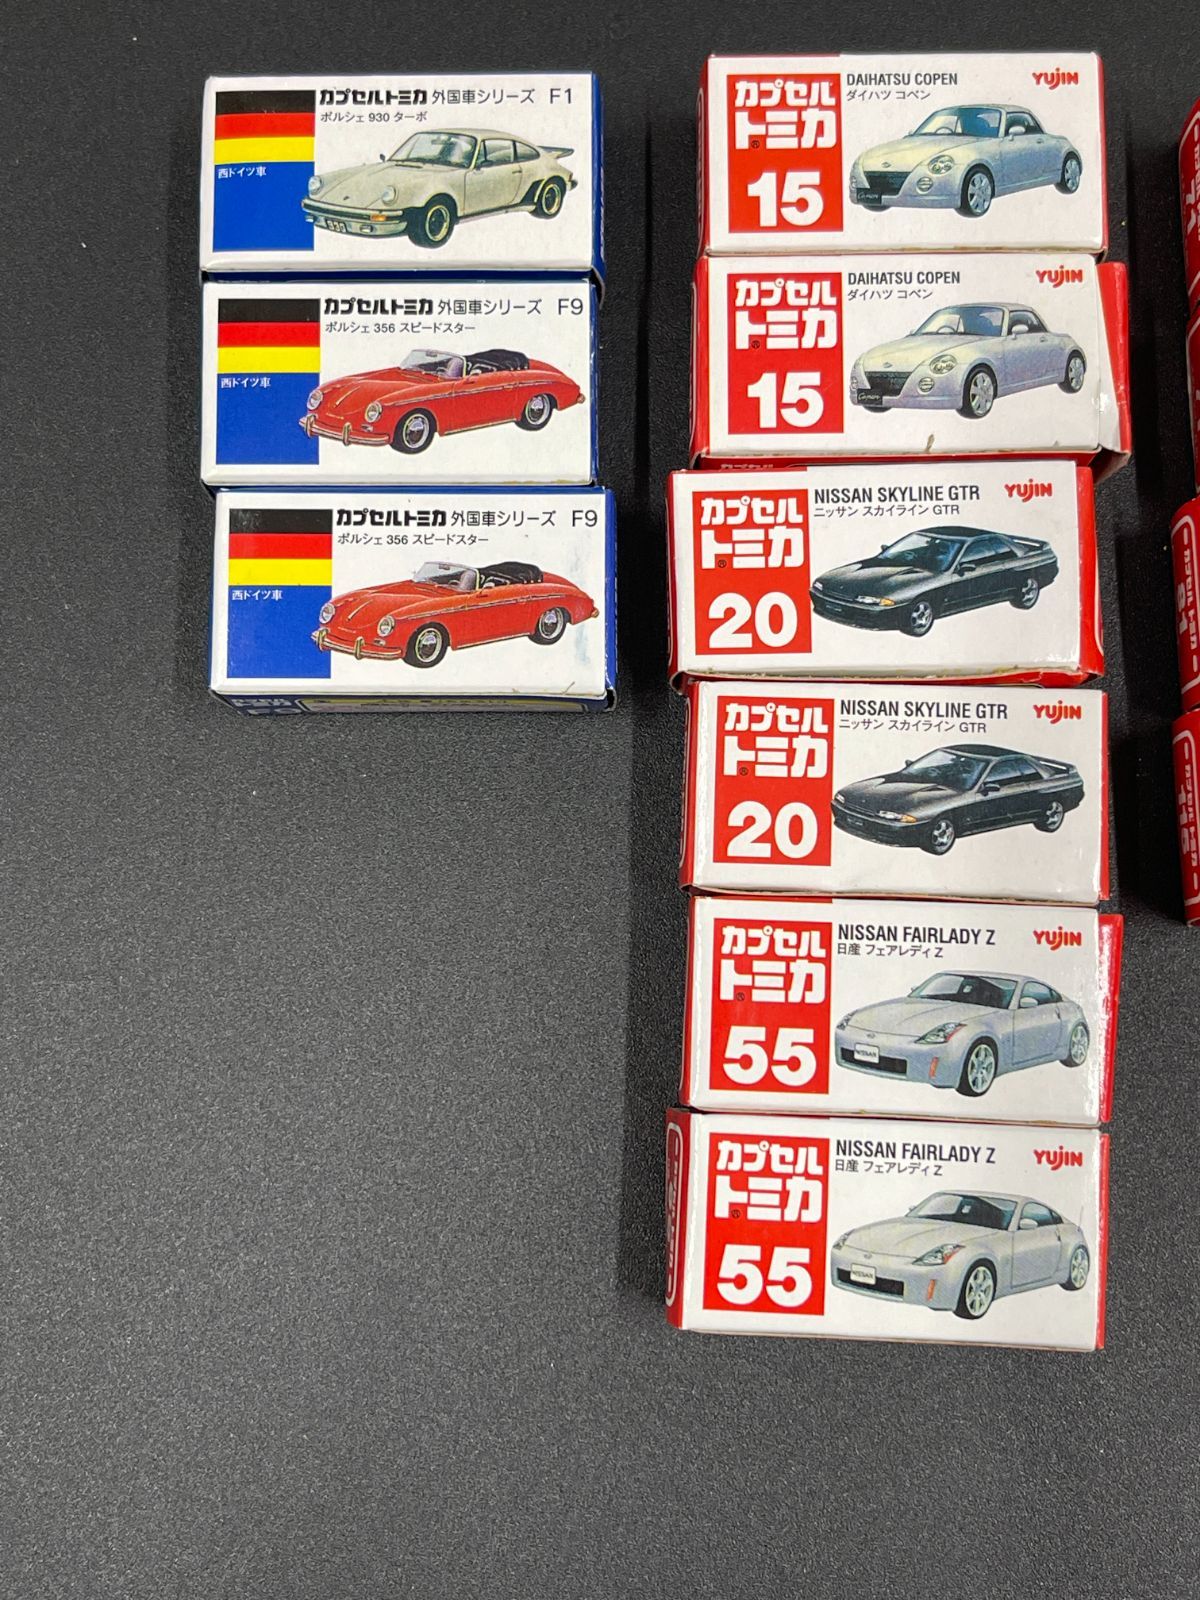 カプセルトミカ 外国車シリーズ F1
ポルシェ 930 ターボ
西ドイツ車
930
カプセルトミカ 外国車シリーズ F9
ポルシェ 356 スピードスター
西ドイツ車
カプセルトミカ 外国車シリーズ F9
ポルシェ 356 スピードスター
西ドイツ車
カプセル
トミカ®
15
DAIHATSU COPEN
ダイハツ コペン
YUJIN
Copen
カプセル
トミカ®
15
DAIHATSU COPEN
ダイハツ コペン
YUJIN
Copen
カプセル
カプセル
トミカ®
20
NISSAN SKYLINE GTR
ニッサン スカイライン GTR
YUJIN
カプセル
トミカ®
20
NISSAN SKYLINE GTR
ニッサン スカイライン GTR
YUJIN
カプセル
トミカ®
55
NISSAN FAIRLADY Z
日産 フェアレディ Z
YUJIN
NISSAN
カプセル
トミカ®
55
NISSAN FAIRLADY Z
日産 フェアレディ Z
YUJIN
NISSAN